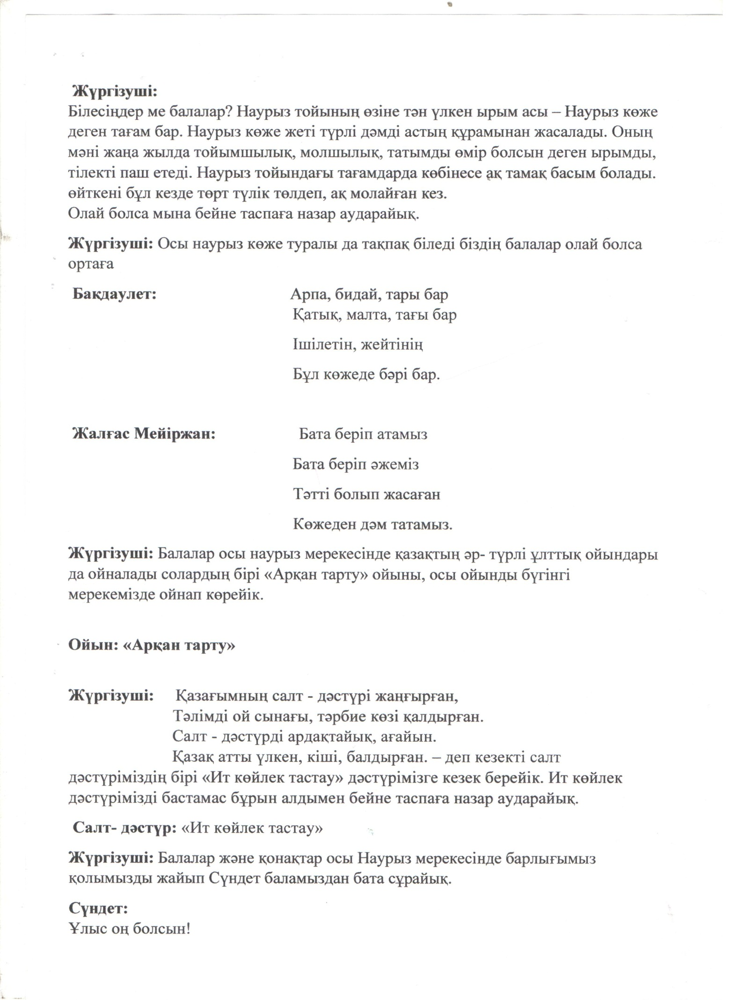 Жүргізуші:
Білесіңдер ме балалар? Наурыз тойының өзіне тән үлкен ырым асы – Наурыз көже
деген тағам бар. Наурыз көже жеті түрлі дәмді астың құрамынан жасалады. Оның
мәні жаңа жылда тойымшылық, молшылық, татымды өмір болсын деген ырымды,
тілекті паш етеді. Наурыз тойындағы тағамдарда көбінесе ақ тамақ басым болады.
өйткені бұл кезде төрт түлік төлдеп, ақ молайған кез.
Олай болса мына бейне таспаға назар аударайық.
Жүргізуші: Осы наурыз көже туралы да тақпақ біледі біздің балалар олай болса
ортаға
Бақдаулет: Арпа, бидай, тары бар
Қатық, малта, тағы бар
Ішілетін, жейтінің
Бұл көжеде бәрі бар.
Жалғас Мейіржан: Бата беріп атамыз
Бата беріп әжеміз
Тәтті болып жасаған
Көжеден дәм татамыз.
Жүргізуші: Балалар осы наурыз мерекесінде қазақтың әр- түрлі ұлттық ойындары
да ойналады солардың бірі «Арқан тарту» ойыны, осы ойынды бүгінгі
мерекемізде ойнап көрейік.
Ойын: «Арқан тарту»
Жүргізуші: Қазағымның салт - дәстүрі жаңғырған,
Тәлімді ой сынағы, тәрбие көзі қалдырған.
Салт - дәстүрді ардақтайық, ағайын.
Қазақ атты үлкен, кіші, балдырған. – деп кезекті салт
дәстүріміздің бірі «Ит көйлек тастау» дәстүрімізге кезек берейік. Ит көйлек
дәстүрімізді бастамас бұрын алдымен бейне таспаға назар аударайық.
Салт- дәстүр: «Ит көйлек тастау»
Жүргізуші: Балалар және қонақтар осы Наурыз мерекесінде барлығымыз
қолымызды жайып Сүндет баламыздан бата сұрайық.
Сүндет:
Ұлыс оң болсын!